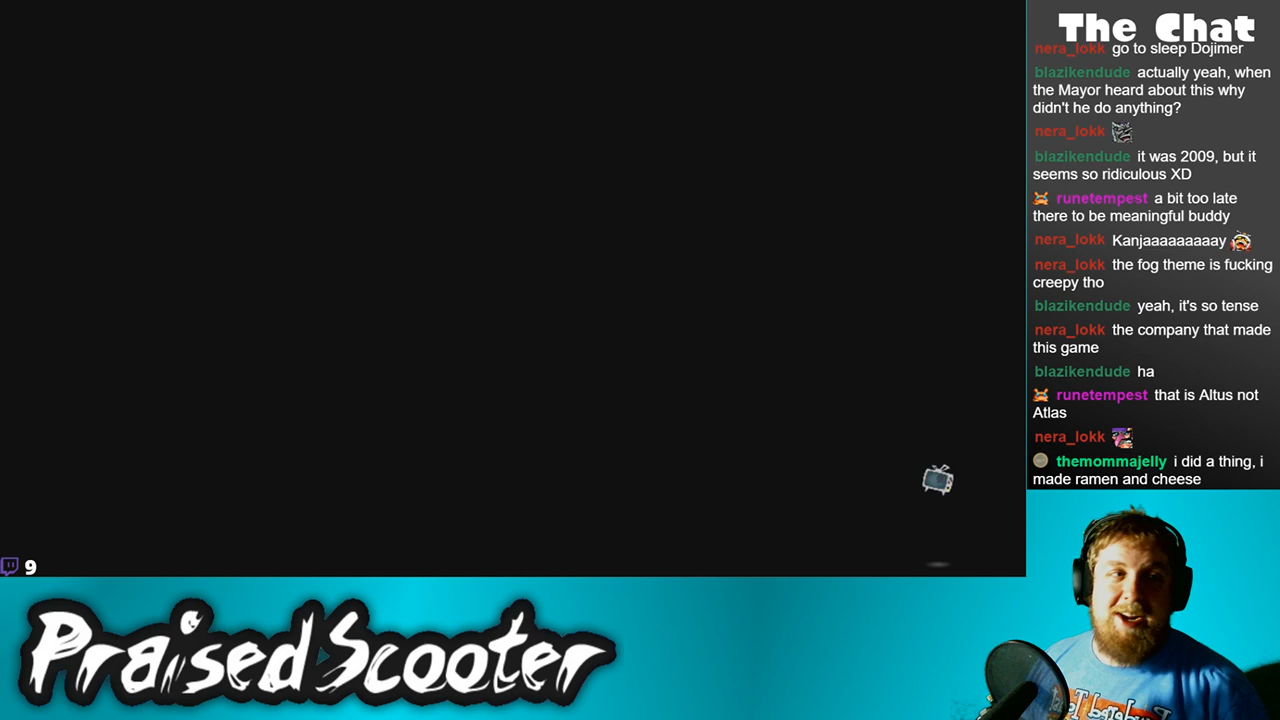 The Chat
nera_lokk go to sleep Dojimer
blazikendude actually yeah, when
the Mayor heard about this why
didn't he do anything?
nera_lokk
blazikendude it was 2009, but it
seems so ridiculous XD
runetempest a bit too late
there to be meaningful buddy
nera_lokk Kanjaaaaaaaaay
nera_lokk the fog theme is fucking
creepy tho
blazikendude yeah, it's so tense
nera_lokk the company that made
this game
blazikendude ha
runetempest that is Altus not
Atlas
nera_lokk
themommajelly i did a thing, i
made ramen and cheese
9
PraisedScooter